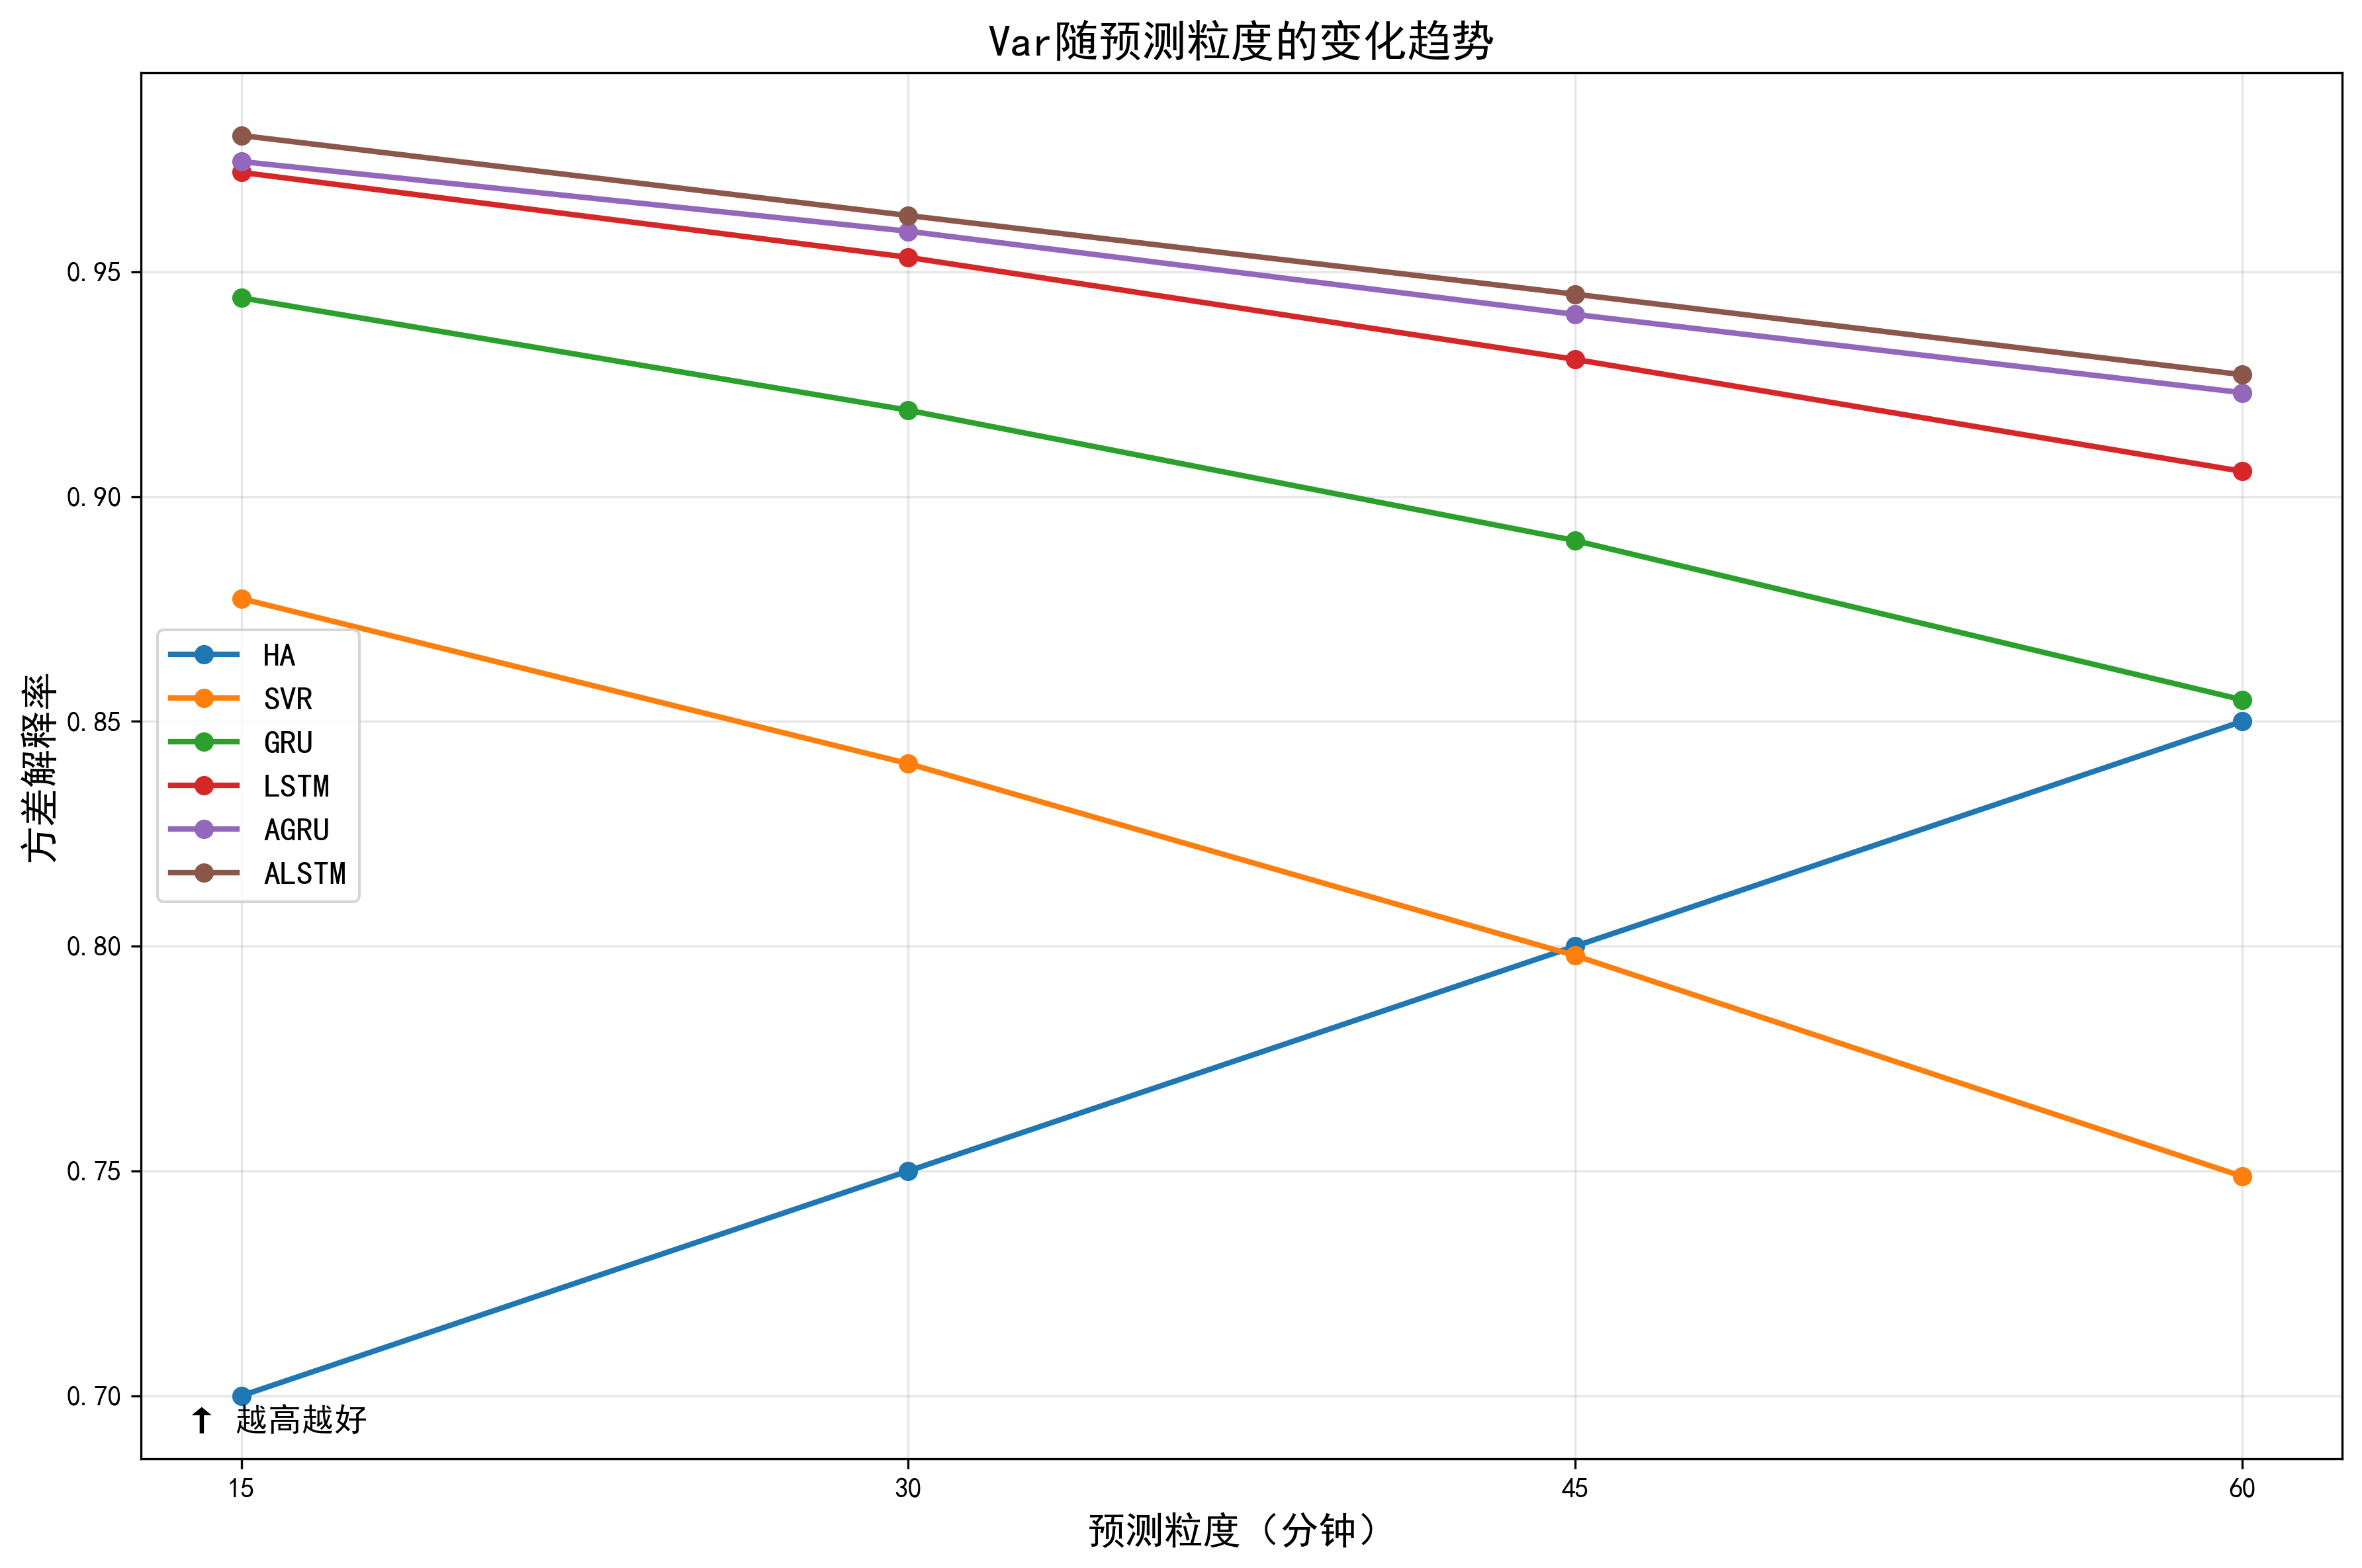 Var随预测粒度的变化趋势
方差解释率
0.95
0.90
0.85
0.80
0.75
0.70
HA
SVR
GRU
LSTM
AGRU
ALSTM
↑ 越高越好
15
30
45
60
预测粒度（分钟）